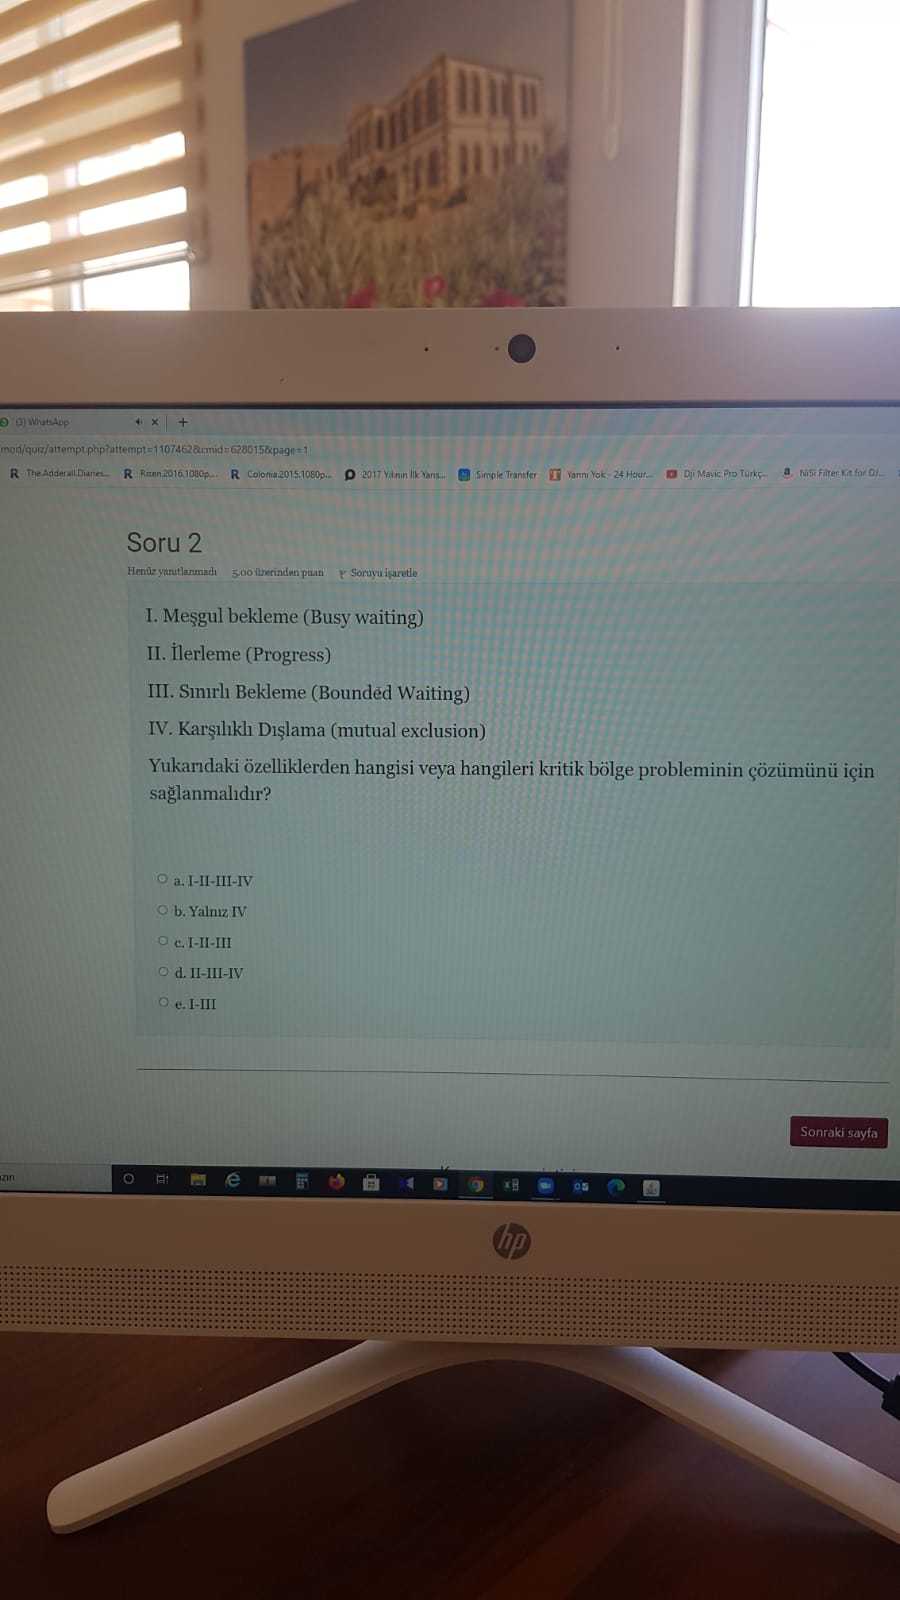 (3) WhatsApp
mod/quiz/attempt.php?attempt=1107462&cmid=628015&page=1
The.Adderall.Diaries... Risen.2016.1080p... Colonia.2015.1080p... 2017 Yılının İlk Yarıs... Simple Transfer Yanni Yok - 24 Hour... Dji Mavic Pro Türkç... NiSi Filter Kit for DJ...
Soru 2
Henüz yanıtlanmadı 5,00 üzerinden puan Soruyu işaretle
I. Meşgul bekleme (Busy waiting)
II. İlerleme (Progress)
III. Sınırlı Bekleme (Bounded Waiting)
IV. Karşılıklı Dışlama (mutual exclusion)
Yukarıdaki özelliklerden hangisi veya hangileri kritik bölge probleminin çözümünü için
sağlanmalıdır?
a. I-II-III-IV
b. Yalnız IV
c. I-II-III
d. II-III-IV
e. I-III
Sonraki sayfa
hp